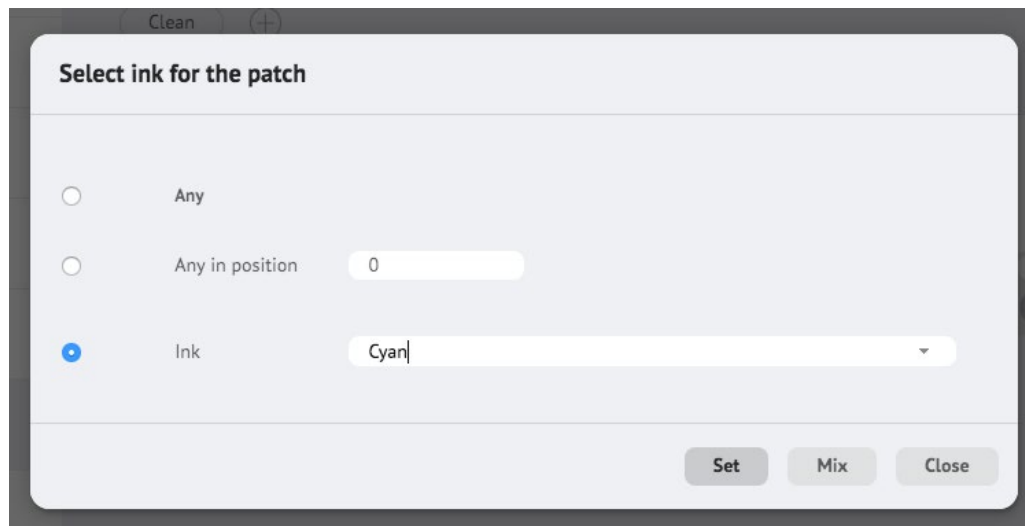 Clean
Select ink for the patch
Any
Any in position 0
Ink Cyan
Set Mix Close